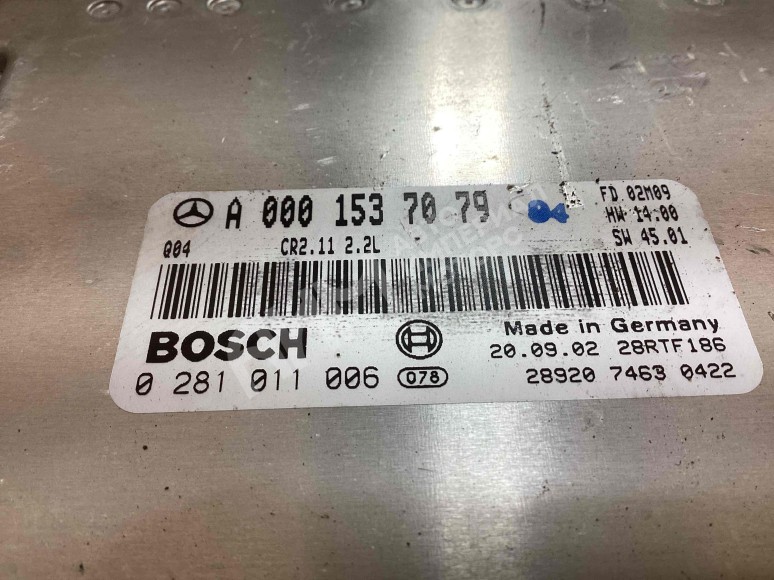 A 000 153 70 79 04
FD 02M09
HW 14.00
Q04 CR2.11 2.2L SW 45.01
BOSCH Made in Germany
20.09.02 28RTF186
0 281 011 006 078 28920 7463 0422